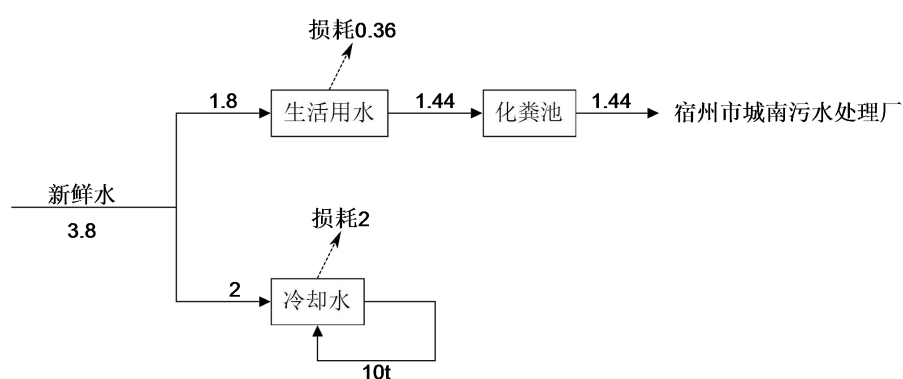 损耗0.36
1.8
生活用水
1.44
化粪池
1.44
宿州市城南污水处理厂
新鲜水
3.8
损耗2
2
冷却水
10t